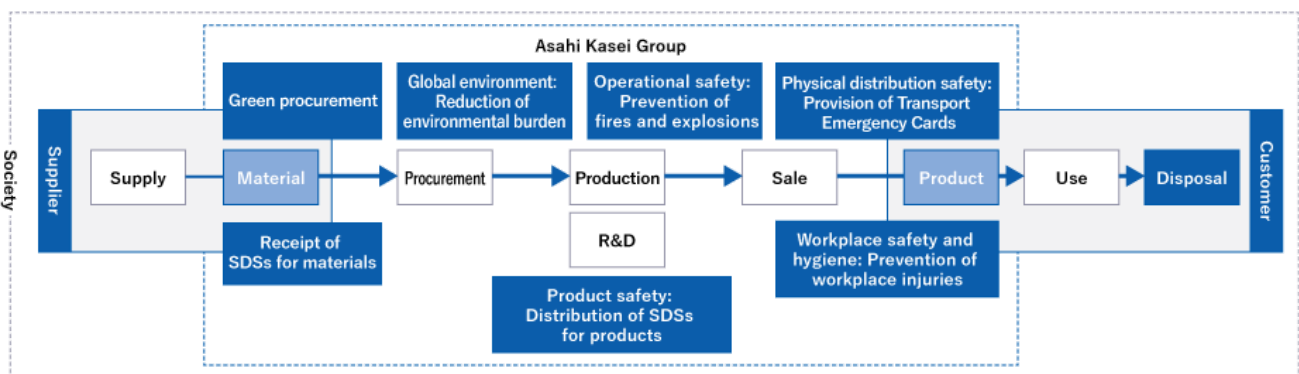 Asahi Kasei Group
Green procurement
Global environment:
Reduction of
environmental burden
Operational safety:
Prevention of
fires and explosions
Physical distribution safety:
Provision of Transport
Emergency Cards
Society
Supplier
Supply
Material
Procurement
Production
Sale
Product
Use
Disposal
Customer
R&D
Receipt of
SDSs for materials
Product safety:
Distribution of SDSs
for products
Workplace safety and
hygiene: Prevention of
workplace injuries